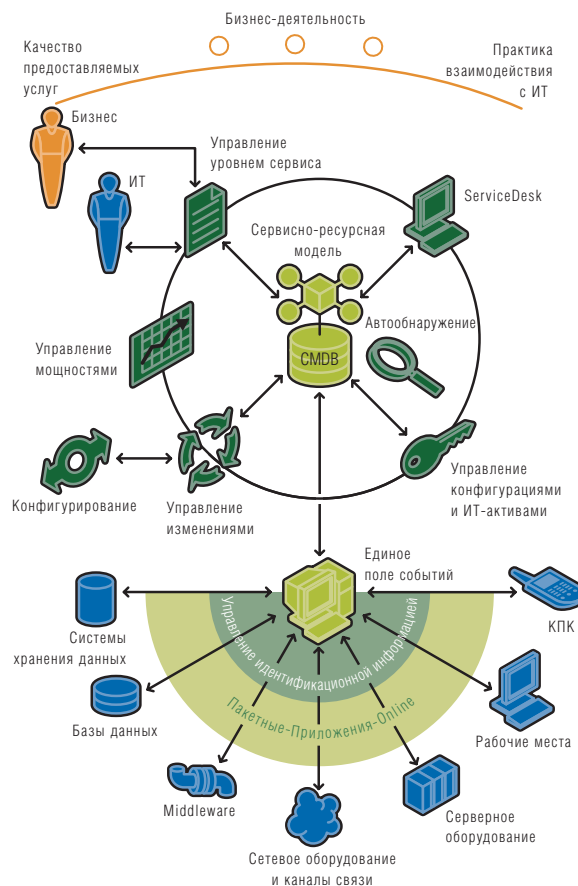 Бизнес-деятельность
Качество
предоставляемых
услуг
Практика
взаимодействия
с ИТ
Бизнес
Управление
уровнем сервиса
ИТ
ServiceDesk
Сервисно-ресурсная
модель
Автообнаружение
CMDB
Управление
мощностями
Конфигурирование
Управление
изменениями
Управление
конфигурациями
и ИТ-активами
Единое
поле событий
КПК
Системы
хранения данных
Управление идентификационной информацией
Пакетные-Приложения-Online
Базы данных
Рабочие места
Middleware
Серверное
оборудование
Сетевое оборудование
и каналы связи